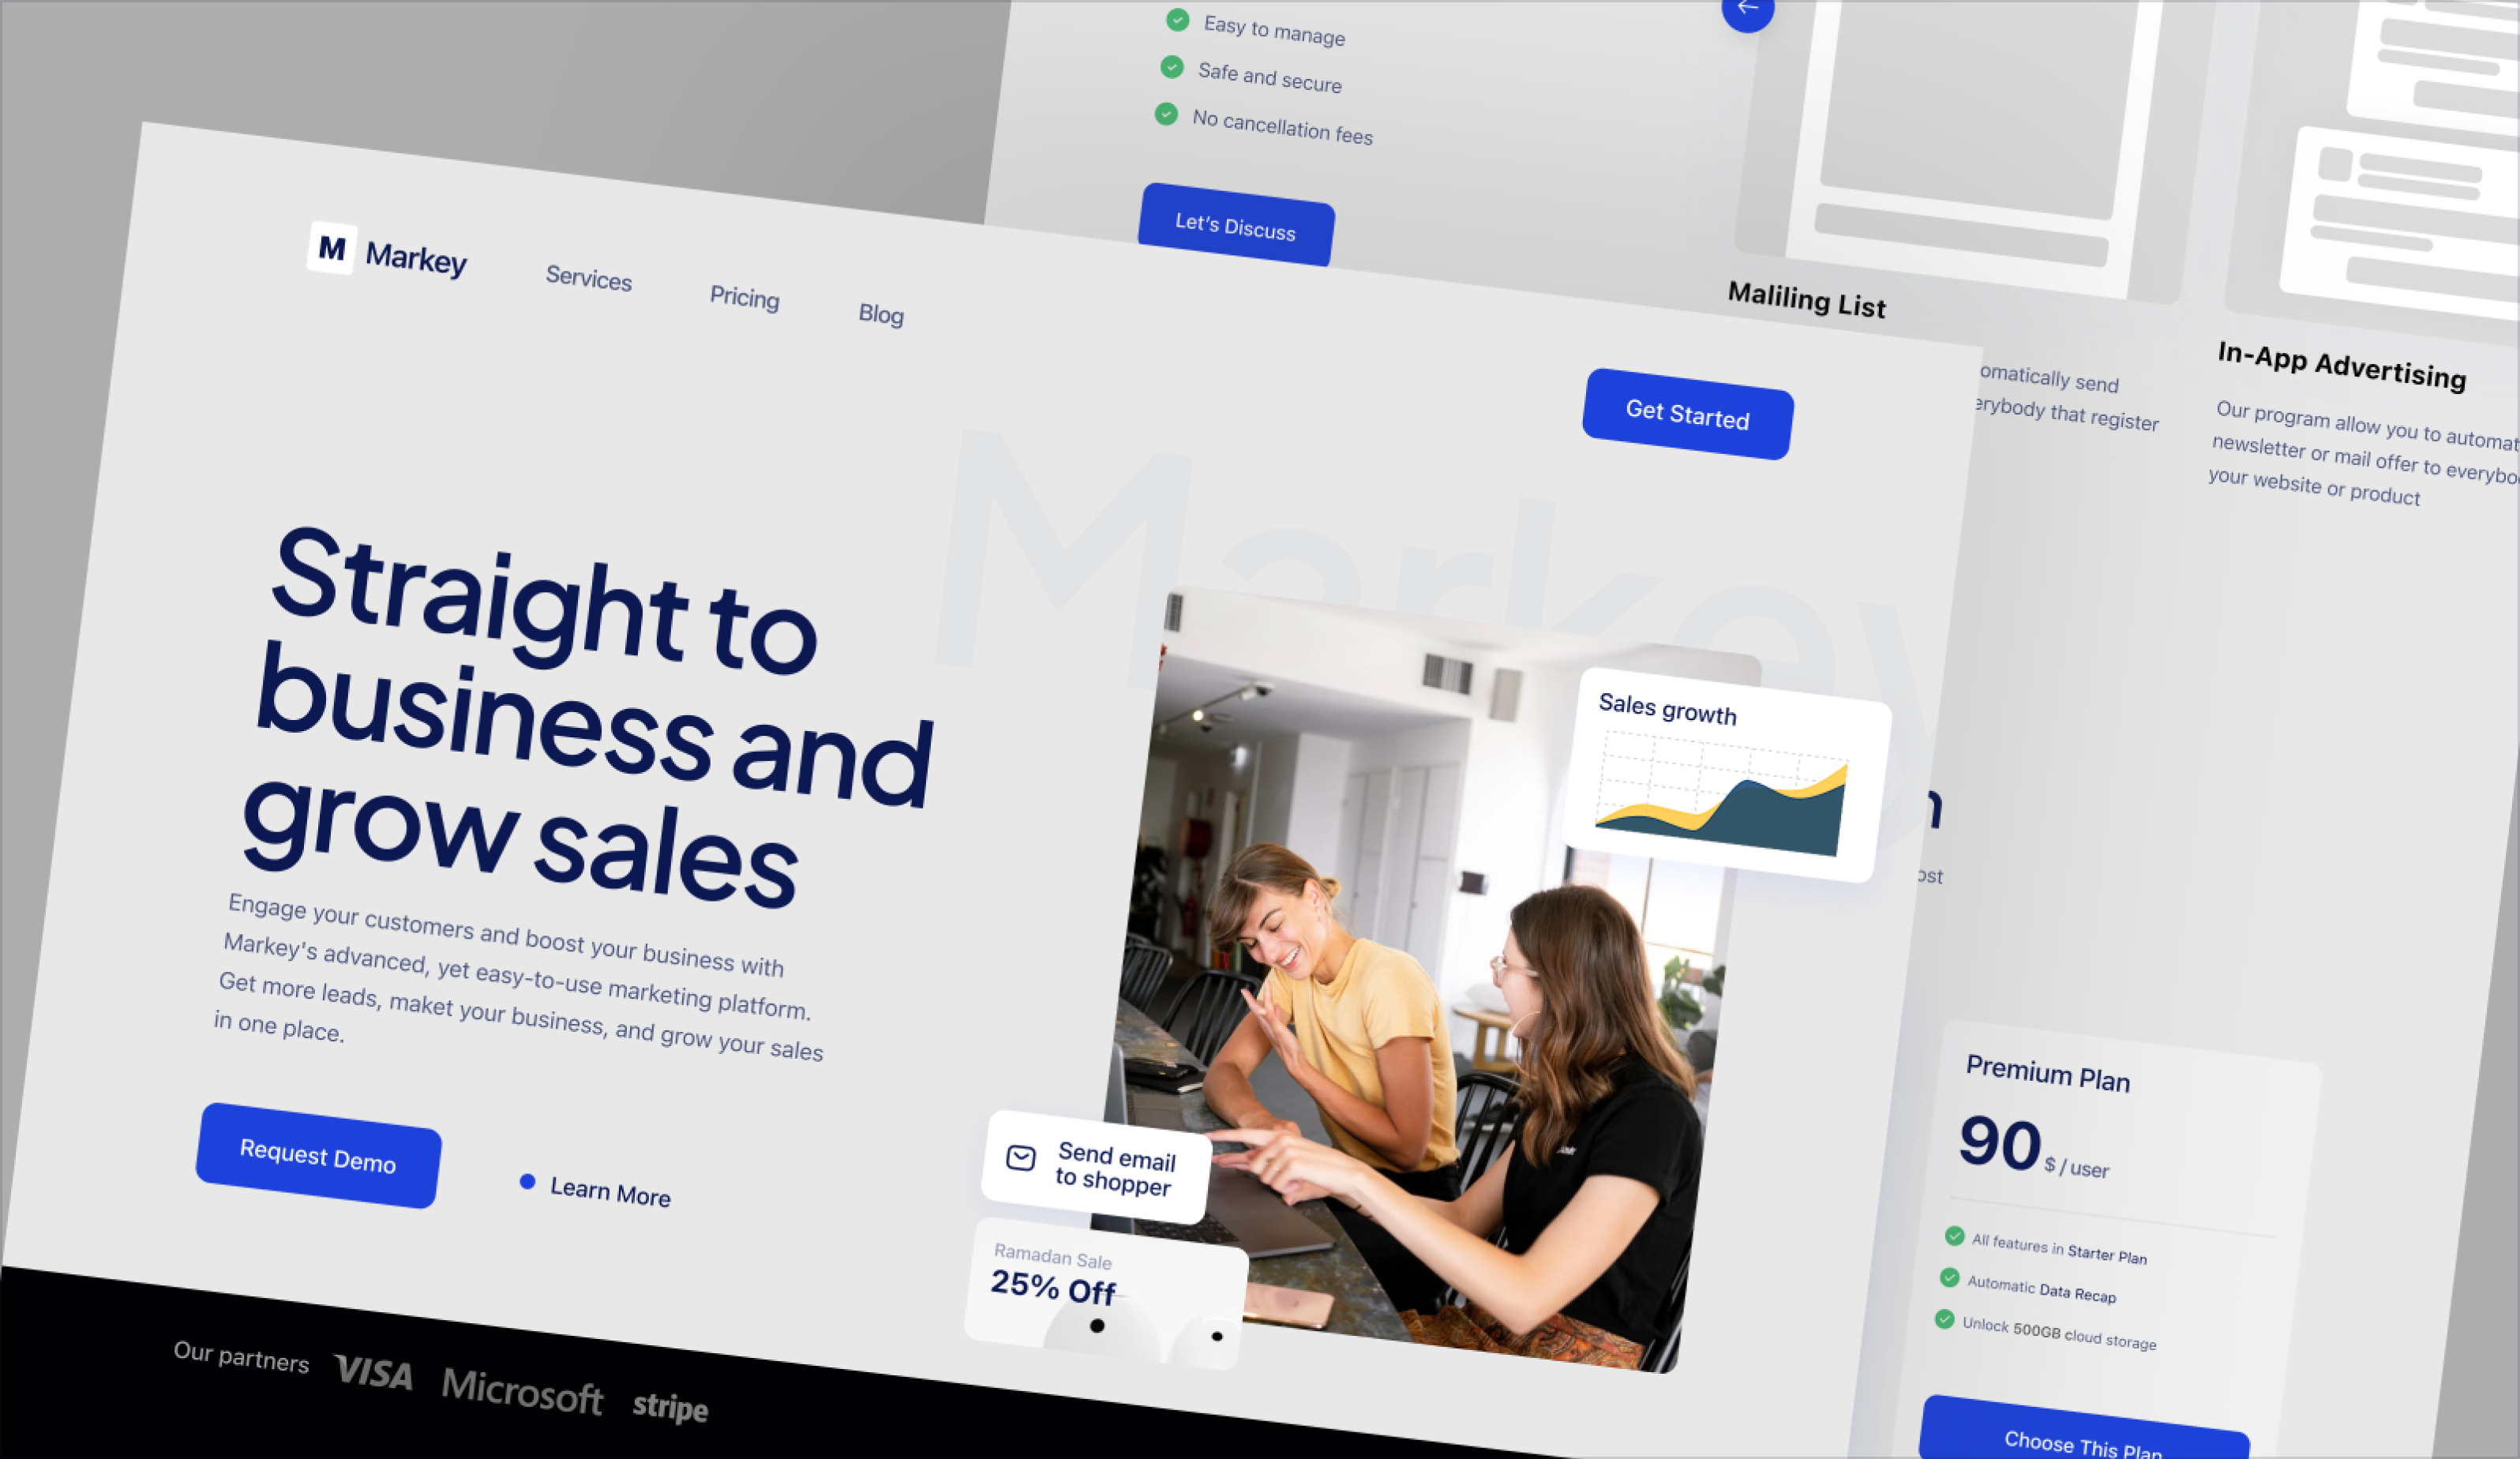 Easy to manage
Safe and secure
No cancellation fees
Let's Discuss
Maliling List
omatically send
erybody that register
In-App Advertising
Our program allow you to automat
newsletter or mail offer to everybo
your website or product
M Markey
Services
Pricing
Blog
Get Started
Markey
Straight to
business and
grow sales
Engage your customers and boost your business with
Markey's advanced, yet easy-to-use marketing platform.
Get more leads, maket your business, and grow your sales
in one place.
Request Demo
Learn More
Sales growth
Send email
to shopper
Ramadan Sale
25% Off
Our partners
VISA
Microsoft
stripe
n
ost
Premium Plan
90 $ / user
All features in Starter Plan
Automatic Data Recap
Unlock 500GB cloud storage
Choose This Plan